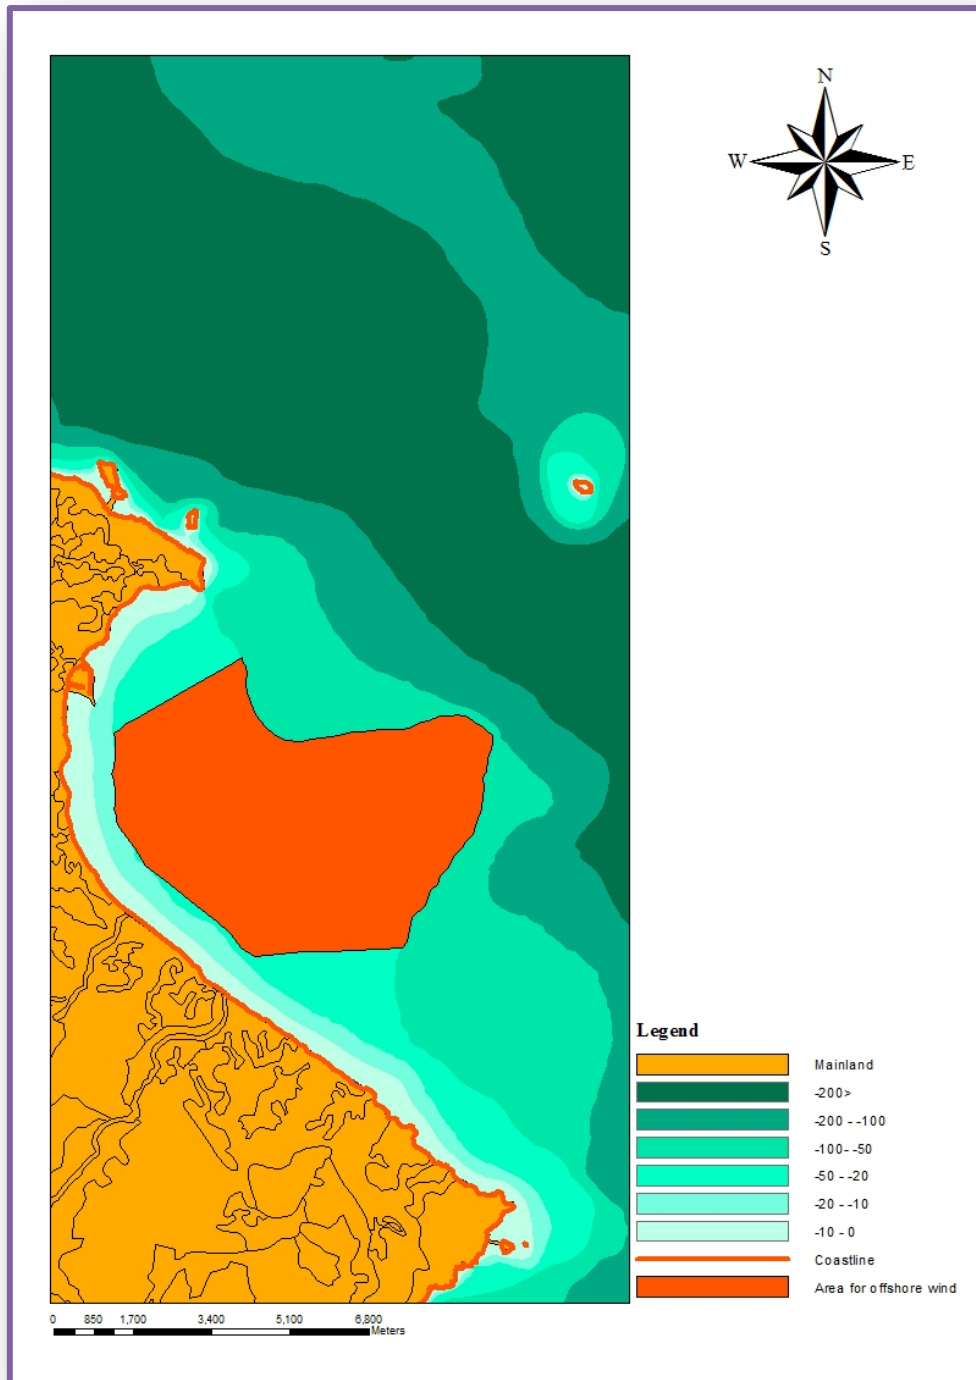 N
W E
S
Legend
Mainland
-200>
-200 - -100
-100- -50
-50 - -20
-20 - -10
-10 - 0
Coastline
Area for offshore wind
0 850 1,700 3,400 5,100 6,800
Meters